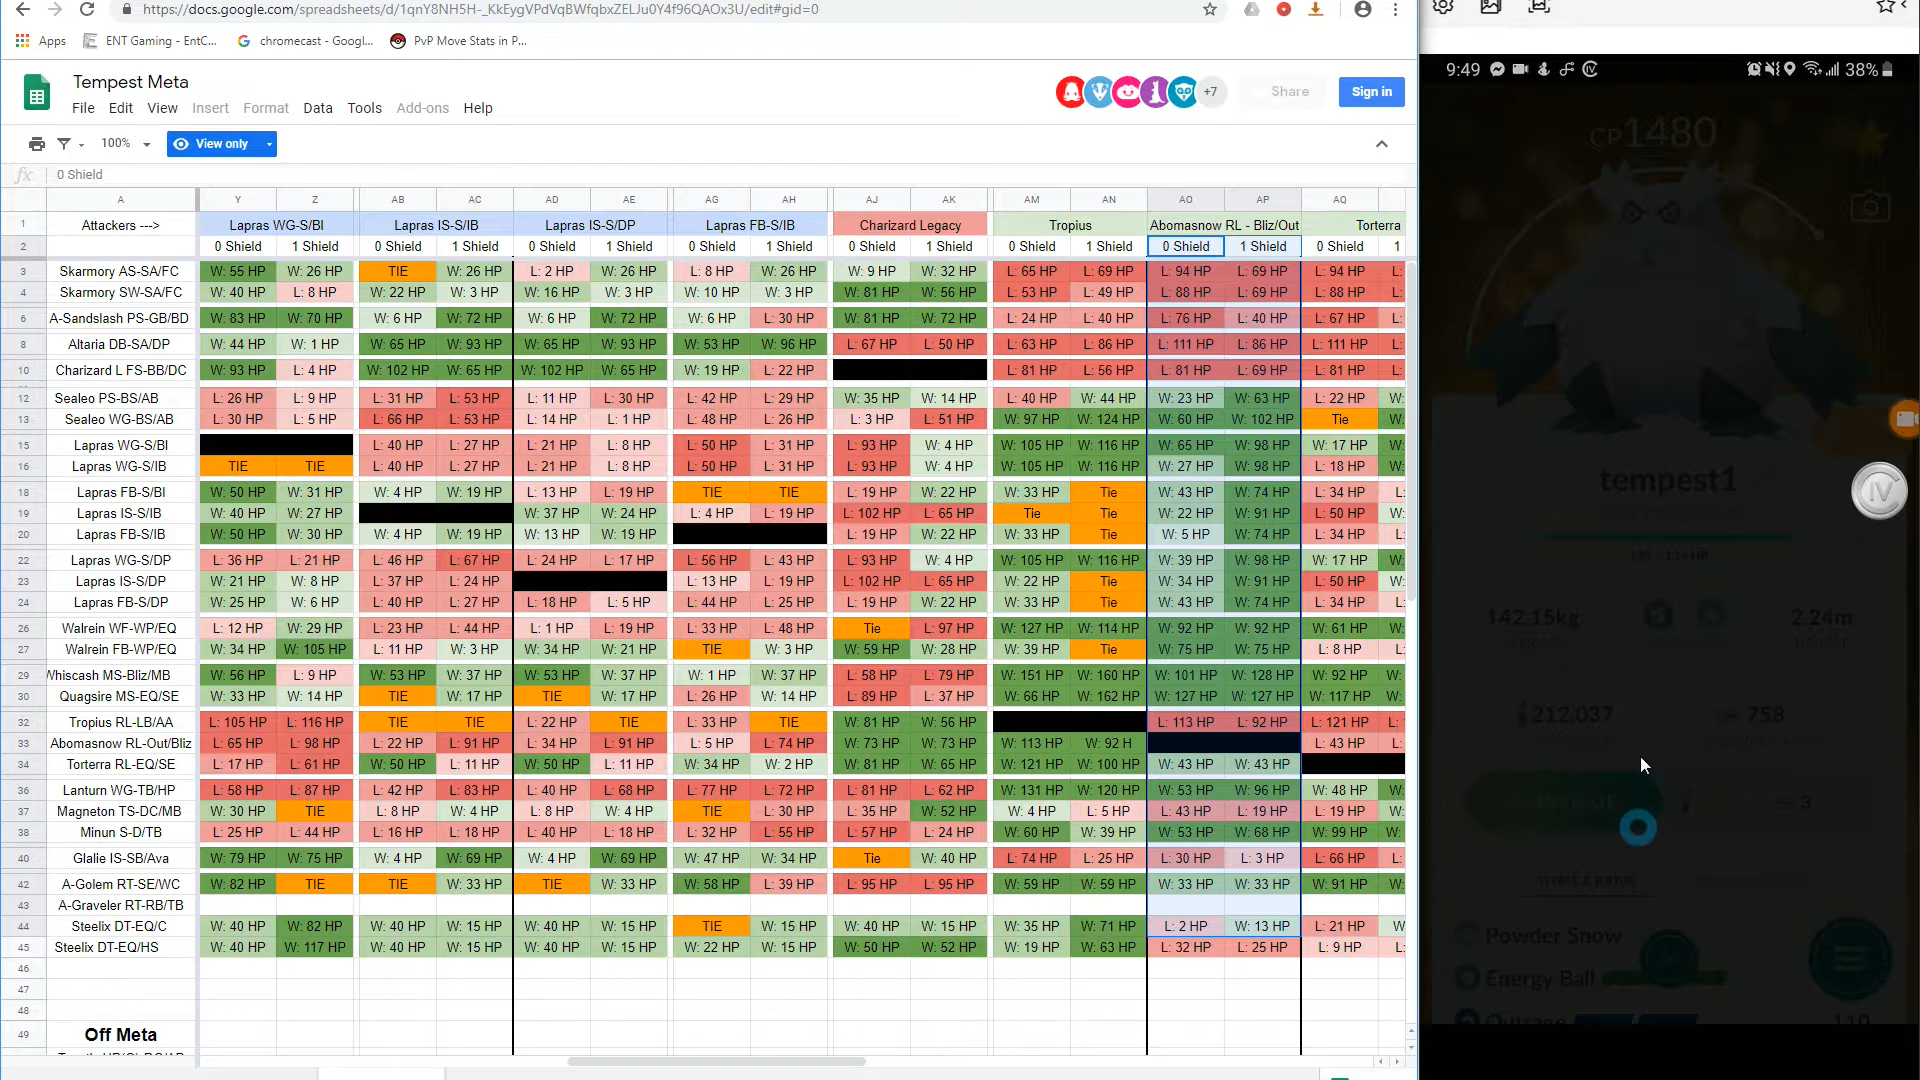 https://docs.google.com/spreadsheets/d/1qnY8NH5H-_KkEygVPdVqBWfqbxZELJu0Y4f96QAOx3U/edit#gid=0
Apps ENT Gaming - EntC... chromecast - Googl... PvP Move Stats in P...
Tempest Meta
File Edit View Insert Format Data Tools Add-ons Help
+7 Share Sign in
100% View only
fx 0 Shield
A Y Z AB AC AD AE AG AH AJ AK AM AN AO AP AQ
1 Attackers ---> Lapras WG-S/BI Lapras IS-S/IB Lapras IS-S/DP Lapras FB-S/IB Charizard Legacy Tropius Abomasnow RL - Bliz/Out Torterra
2 0 Shield 1 Shield 0 Shield 1 Shield 0 Shield 1 Shield 0 Shield 1 Shield 0 Shield 1 Shield 0 Shield 1 Shield 0 Shield 1 Shield 0 Shield 1
3 Skarmory AS-SA/FC W: 55 HP W: 26 HP TIE W: 26 HP L: 2 HP W: 26 HP L: 8 HP W: 26 HP W: 9 HP W: 32 HP L: 65 HP L: 69 HP L: 94 HP L: 69 HP L: 94 HP L:
4 Skarmory SW-SA/FC W: 40 HP L: 8 HP W: 22 HP W: 3 HP W: 16 HP W: 3 HP W: 10 HP W: 3 HP W: 81 HP W: 56 HP L: 53 HP L: 49 HP L: 88 HP L: 69 HP L: 88 HP L:
6 A-Sandslash PS-GB/BD W: 83 HP W: 70 HP W: 6 HP W: 72 HP W: 6 HP W: 72 HP W: 6 HP L: 30 HP W: 81 HP W: 72 HP L: 24 HP L: 40 HP L: 76 HP L: 40 HP L: 67 HP L:
8 Altaria DB-SA/DP W: 44 HP W: 1 HP W: 65 HP W: 93 HP W: 65 HP W: 93 HP W: 53 HP W: 96 HP L: 67 HP L: 50 HP L: 63 HP L: 86 HP L: 111 HP L: 86 HP L: 111 HP L:
10 Charizard L FS-BB/DC W: 93 HP L: 4 HP W: 102 HP W: 65 HP W: 102 HP W: 65 HP W: 19 HP L: 22 HP L: 81 HP L: 56 HP L: 81 HP L: 69 HP L: 81 HP L:
12 Sealeo PS-BS/AB L: 26 HP L: 9 HP L: 31 HP L: 53 HP L: 11 HP L: 30 HP L: 42 HP L: 29 HP W: 35 HP W: 14 HP L: 40 HP W: 44 HP W: 23 HP W: 63 HP L: 22 HP W:
13 Sealeo WG-BS/AB L: 30 HP L: 5 HP L: 66 HP L: 53 HP L: 14 HP L: 1 HP L: 48 HP L: 26 HP L: 3 HP L: 51 HP W: 97 HP W: 124 HP W: 60 HP W: 102 HP Tie W:
15 Lapras WG-S/BI L: 40 HP L: 27 HP L: 21 HP L: 8 HP L: 50 HP L: 31 HP L: 93 HP W: 4 HP W: 105 HP W: 116 HP W: 65 HP W: 98 HP W: 17 HP W:
16 Lapras WG-S/IB TIE TIE L: 40 HP L: 27 HP L: 21 HP L: 8 HP L: 50 HP L: 31 HP L: 93 HP W: 4 HP W: 105 HP W: 116 HP W: 27 HP W: 98 HP L: 18 HP W:
18 Lapras FB-S/BI W: 50 HP W: 31 HP W: 4 HP W: 19 HP L: 13 HP L: 19 HP TIE TIE L: 19 HP W: 22 HP W: 33 HP Tie W: 43 HP W: 74 HP L: 34 HP L:
19 Lapras IS-S/IB W: 40 HP W: 27 HP W: 37 HP W: 24 HP L: 4 HP L: 19 HP L: 102 HP L: 65 HP Tie Tie W: 22 HP W: 91 HP L: 50 HP W:
20 Lapras FB-S/IB W: 50 HP W: 30 HP W: 4 HP W: 19 HP W: 13 HP W: 19 HP L: 19 HP W: 22 HP W: 33 HP Tie W: 5 HP W: 74 HP L: 34 HP L:
22 Lapras WG-S/DP L: 36 HP L: 21 HP L: 46 HP L: 67 HP L: 24 HP L: 17 HP L: 56 HP L: 43 HP L: 93 HP W: 4 HP W: 105 HP W: 116 HP W: 39 HP W: 98 HP W: 17 HP W:
23 Lapras IS-S/DP W: 21 HP W: 8 HP L: 37 HP L: 24 HP L: 13 HP L: 19 HP L: 102 HP L: 65 HP W: 22 HP Tie W: 34 HP W: 91 HP L: 50 HP W:
24 Lapras FB-S/DP W: 25 HP W: 6 HP L: 40 HP L: 27 HP L: 18 HP L: 5 HP L: 44 HP L: 25 HP L: 19 HP W: 22 HP W: 33 HP Tie W: 43 HP W: 74 HP L: 34 HP L:
26 Walrein WF-WP/EQ L: 12 HP W: 29 HP L: 23 HP L: 44 HP L: 1 HP L: 19 HP L: 33 HP L: 48 HP Tie L: 97 HP W: 127 HP W: 114 HP W: 92 HP W: 92 HP W: 61 HP W:
27 Walrein FB-WP/EQ W: 34 HP W: 105 HP L: 11 HP W: 3 HP W: 34 HP W: 21 HP TIE W: 3 HP W: 59 HP W: 28 HP W: 39 HP Tie W: 75 HP W: 75 HP L: 8 HP W:
29 Whiscash MS-Bliz/MB W: 56 HP L: 9 HP W: 53 HP W: 37 HP W: 53 HP W: 37 HP W: 1 HP W: 37 HP L: 58 HP L: 79 HP W: 151 HP W: 160 HP W: 101 HP W: 128 HP W: 92 HP W:
30 Quagsire MS-EQ/SE W: 33 HP W: 14 HP TIE W: 17 HP TIE W: 17 HP L: 26 HP W: 14 HP L: 89 HP L: 37 HP W: 66 HP W: 162 HP W: 127 HP W: 127 HP W: 117 HP W:
32 Tropius RL-LB/AA L: 105 HP L: 116 HP TIE TIE L: 22 HP TIE L: 33 HP TIE W: 81 HP W: 56 HP L: 113 HP L: 92 HP L: 121 HP L:
33 Abomasnow RL-Out/Bliz L: 65 HP L: 98 HP L: 22 HP L: 91 HP L: 34 HP L: 91 HP L: 5 HP L: 74 HP W: 73 HP W: 73 HP W: 113 HP W: 92 H L: 43 HP L:
34 Torterra RL-EQ/SE L: 17 HP L: 61 HP W: 50 HP L: 11 HP W: 50 HP L: 11 HP W: 34 HP W: 2 HP W: 81 HP W: 65 HP W: 121 HP W: 100 HP W: 43 HP W: 43 HP
36 Lanturn WG-TB/HP L: 58 HP L: 87 HP L: 42 HP L: 83 HP L: 40 HP L: 68 HP L: 77 HP L: 72 HP L: 81 HP L: 62 HP W: 131 HP W: 120 HP W: 53 HP W: 96 HP W: 48 HP W:
37 Magneton TS-DC/MB W: 30 HP TIE L: 8 HP W: 4 HP L: 8 HP W: 4 HP TIE L: 30 HP L: 35 HP W: 52 HP W: 4 HP L: 5 HP L: 43 HP L: 19 HP L: 19 HP L:
38 Minun S-D/TB L: 25 HP L: 44 HP L: 16 HP L: 18 HP L: 40 HP L: 18 HP L: 32 HP L: 55 HP L: 57 HP L: 24 HP W: 60 HP W: 39 HP W: 53 HP W: 68 HP W: 99 HP W:
40 Glalie IS-SB/Ava W: 79 HP W: 75 HP W: 4 HP W: 69 HP W: 4 HP W: 69 HP W: 47 HP W: 34 HP Tie W: 40 HP L: 74 HP L: 25 HP L: 30 HP L: 3 HP L: 66 HP L:
42 A-Golem RT-SE/WC W: 82 HP TIE TIE W: 33 HP TIE W: 33 HP W: 58 HP L: 39 HP L: 95 HP L: 95 HP W: 59 HP W: 59 HP W: 33 HP W: 33 HP W: 91 HP W:
43 A-Graveler RT-RB/TB
44 Steelix DT-EQ/C W: 40 HP W: 82 HP W: 40 HP W: 15 HP W: 40 HP W: 15 HP TIE W: 15 HP W: 40 HP W: 15 HP W: 35 HP W: 71 HP L: 2 HP W: 13 HP L: 21 HP W
45 Steelix DT-EQ/HS W: 40 HP W: 117 HP W: 40 HP W: 15 HP W: 40 HP W: 15 HP W: 22 HP W: 15 HP W: 50 HP W: 52 HP W: 19 HP W: 63 HP L: 32 HP L: 25 HP L: 9 HP L:
46
47
48
49 Off Meta
9:49 38%
CP1480
tempest1
142.15kg 2.24m
212,037 758
3
IV
Powder Snow
Energy Ball
Outrage 110